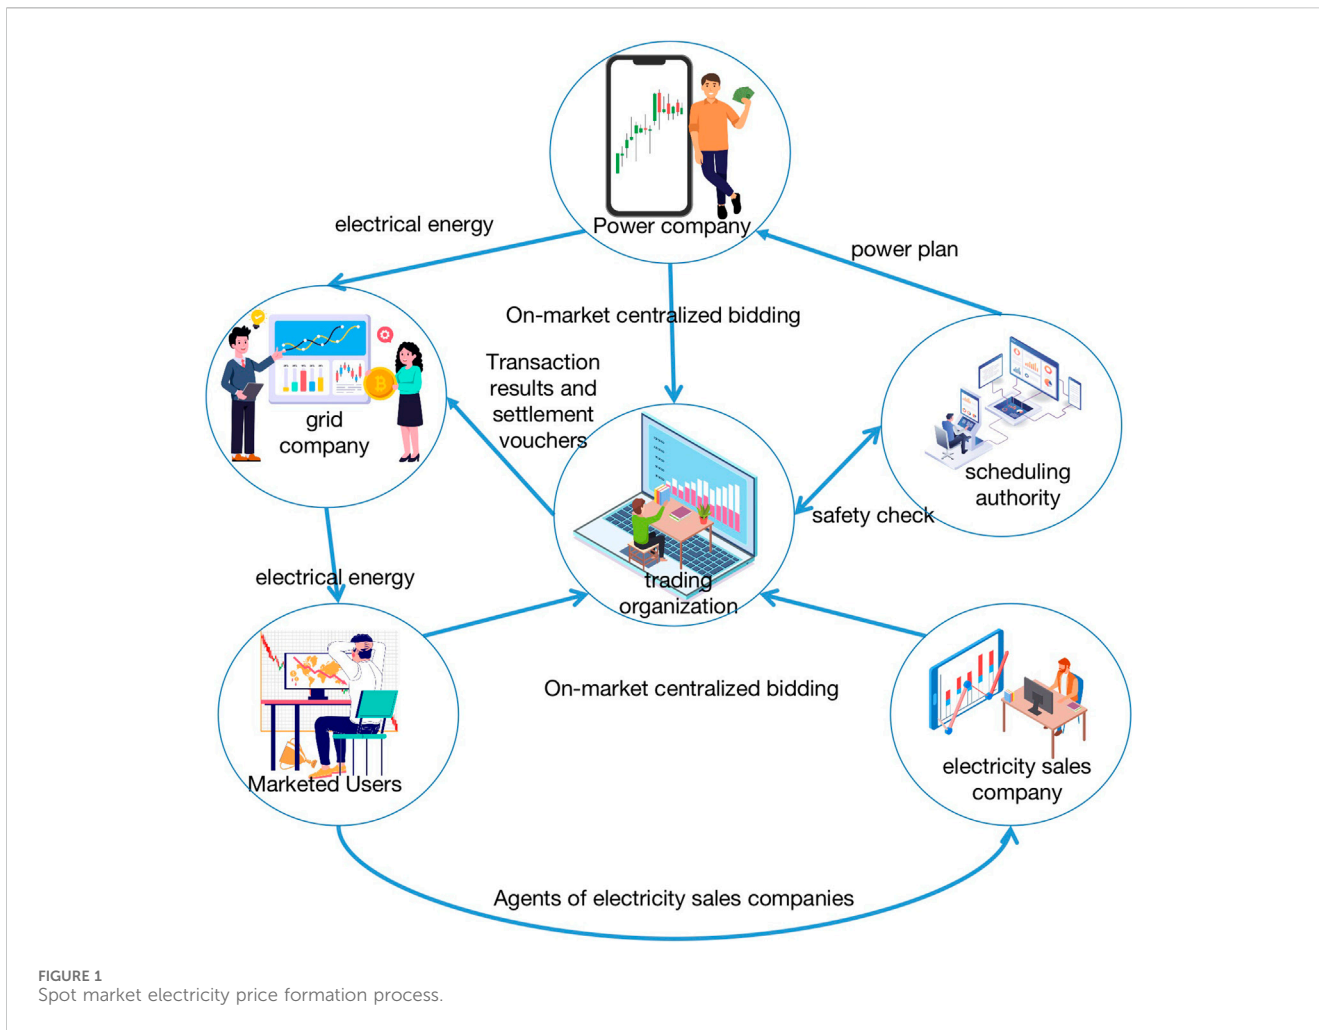 Power company
electrical energy
power plan
On-market centralized bidding
Transaction
results and
settlement
vouchers
grid
company
scheduling
authority
safety check
trading
organization
electrical energy
On-market centralized bidding
Marketed Users
electricity sales
company
Agents of electricity sales companies
FIGURE 1
Spot market electricity price formation process.